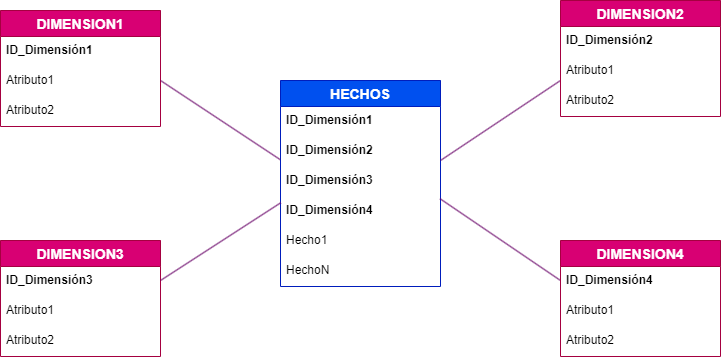 DIMENSION1
ID_Dimensión1
Atributo1
Atributo2
DIMENSION2
ID_Dimensión2
Atributo1
Atributo2
HECHOS
ID_Dimensión1
ID_Dimensión2
ID_Dimensión3
ID_Dimensión4
Hecho1
HechoN
DIMENSION3
ID_Dimensión3
Atributo1
Atributo2
DIMENSION4
ID_Dimensión4
Atributo1
Atributo2